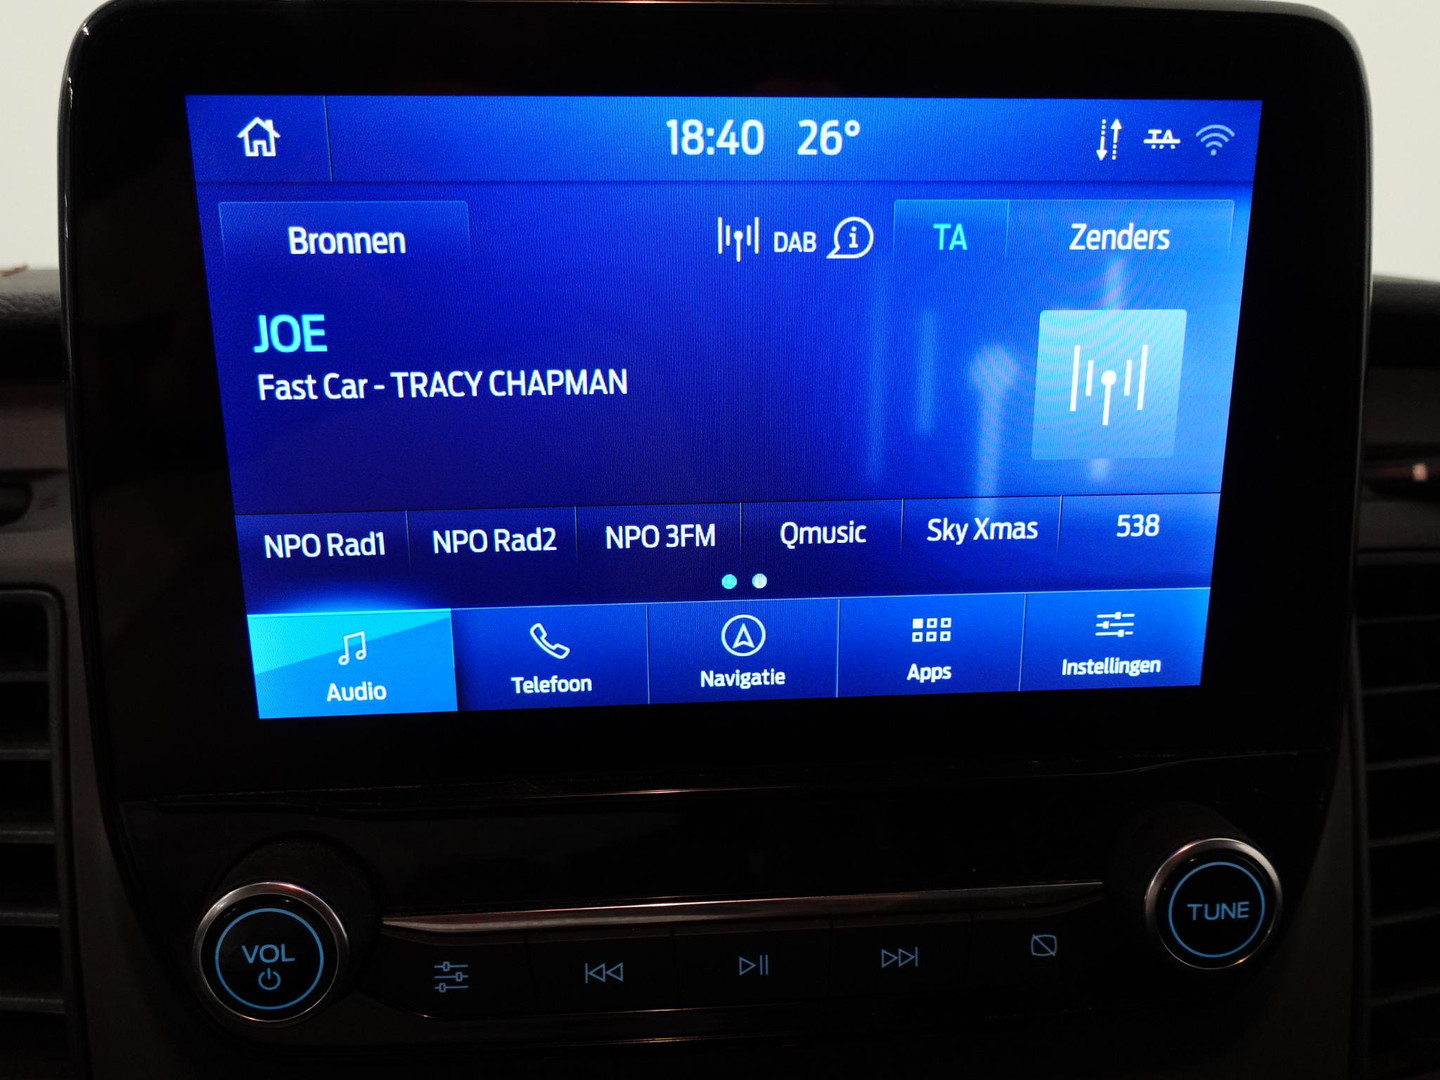 18:40 26°
TA
Bronnen
DAB
TA
Zenders
JOE
Fast Car - TRACY CHAPMAN
NPO Rad1
NPO Rad2
NPO 3FM
Qmusic
Sky Xmas
538
Audio
Telefoon
Navigatie
Apps
Instellingen
VOL
TUNE